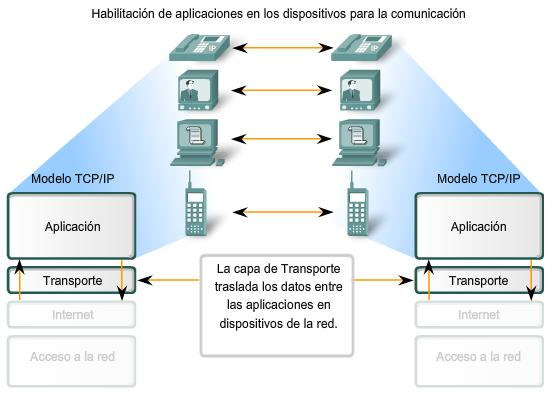 Habilitación de aplicaciones en los dispositivos para la comunicación
IP
IP
Modelo TCP/IP
Modelo TCP/IP
Aplicación
Aplicación
La capa de Transporte
traslada los datos entre
las aplicaciones en
dispositivos de la red.
Transporte
Transporte
Internet
Internet
Acceso a la red
Acceso a la red